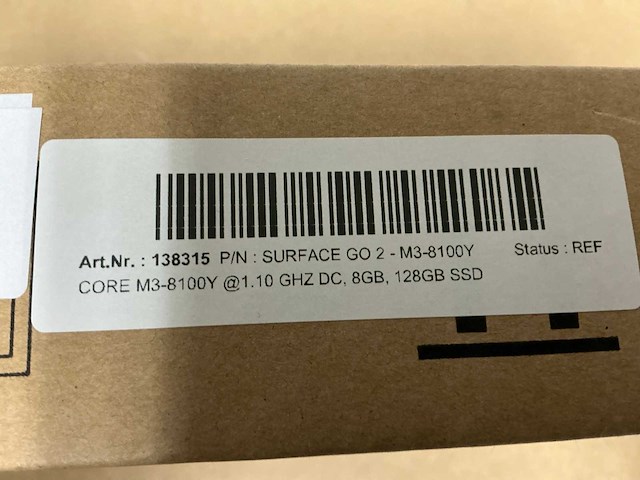 Art.Nr. : 138315 P/N : SURFACE GO 2 - M3-8100Y Status : REF
CORE M3-8100Y @1.10 GHZ DC, 8GB, 128GB SSD